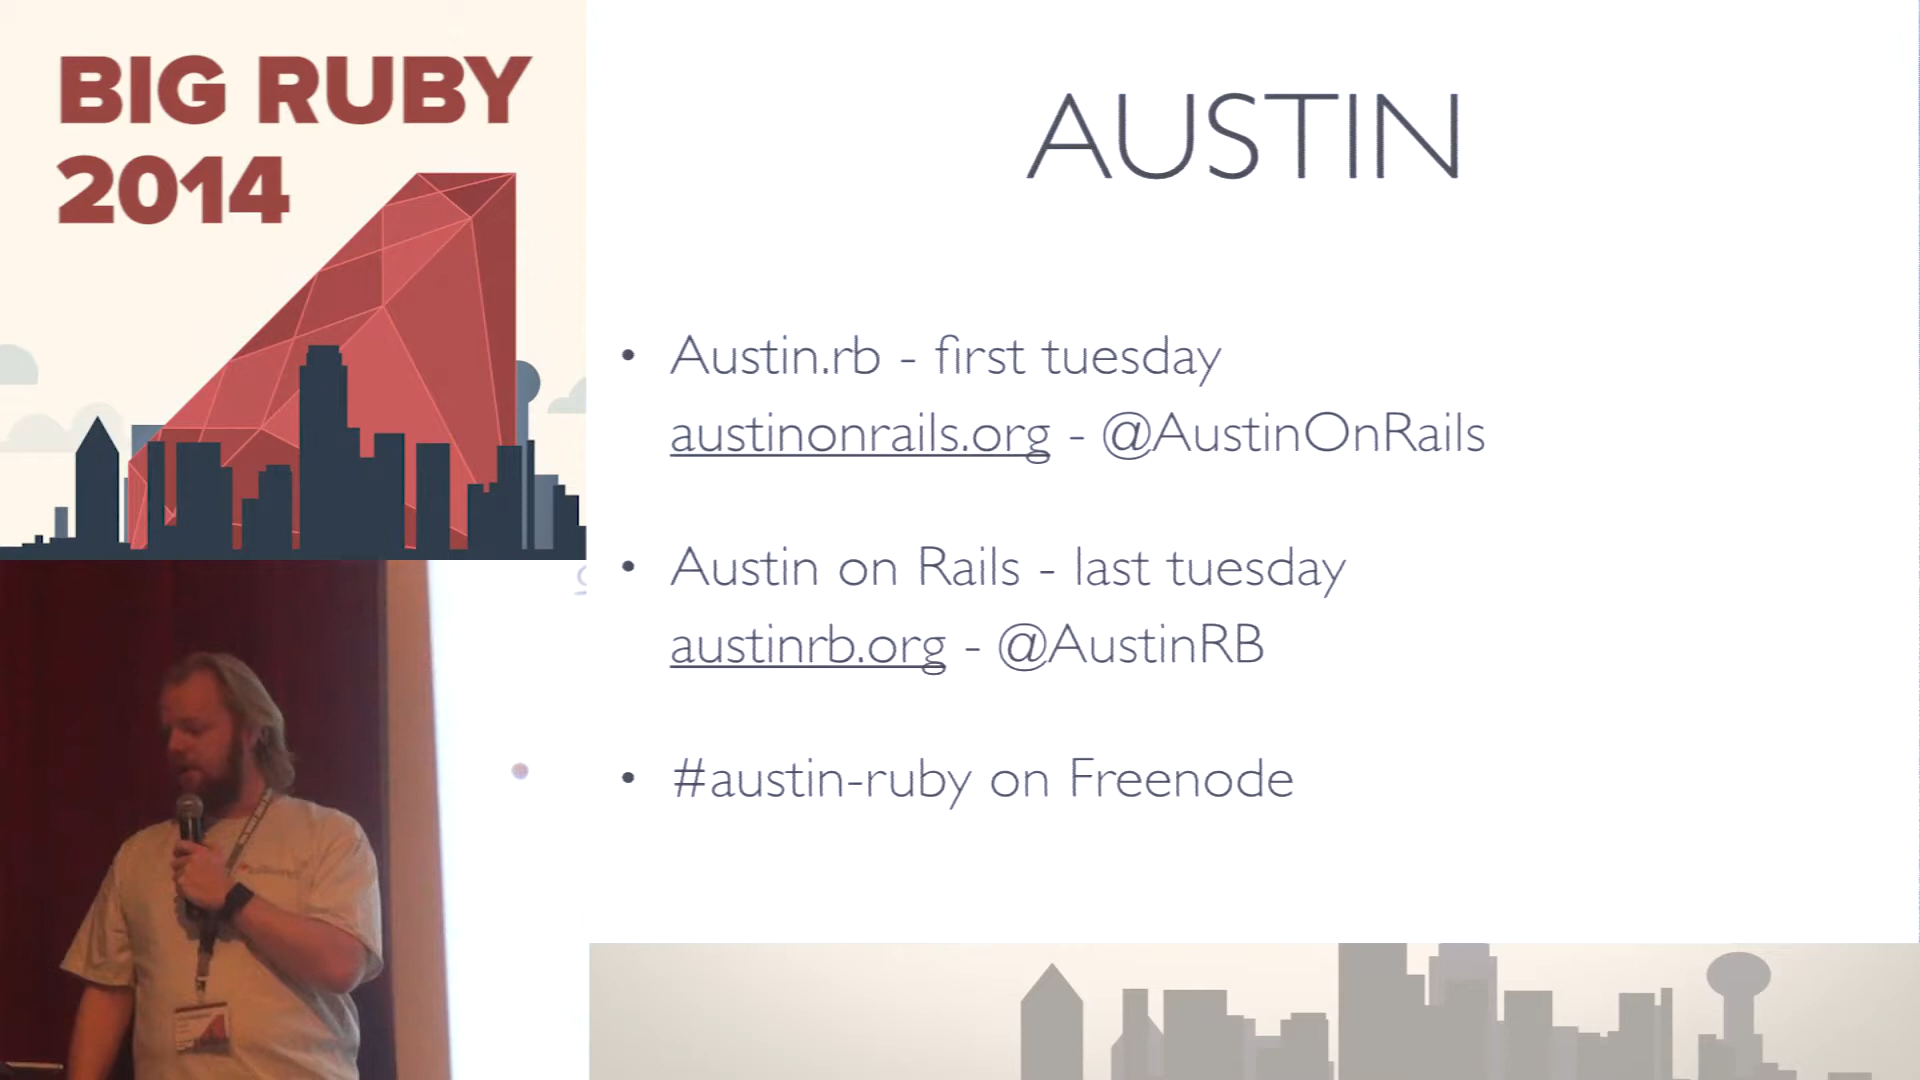 BIG RUBY
2014
AUSTIN
• Austin.rb - first tuesday
austinonrails.org - @AustinOnRails
• Austin on Rails - last tuesday
austinrb.org - @AustinRB
• #austin-ruby on Freenode